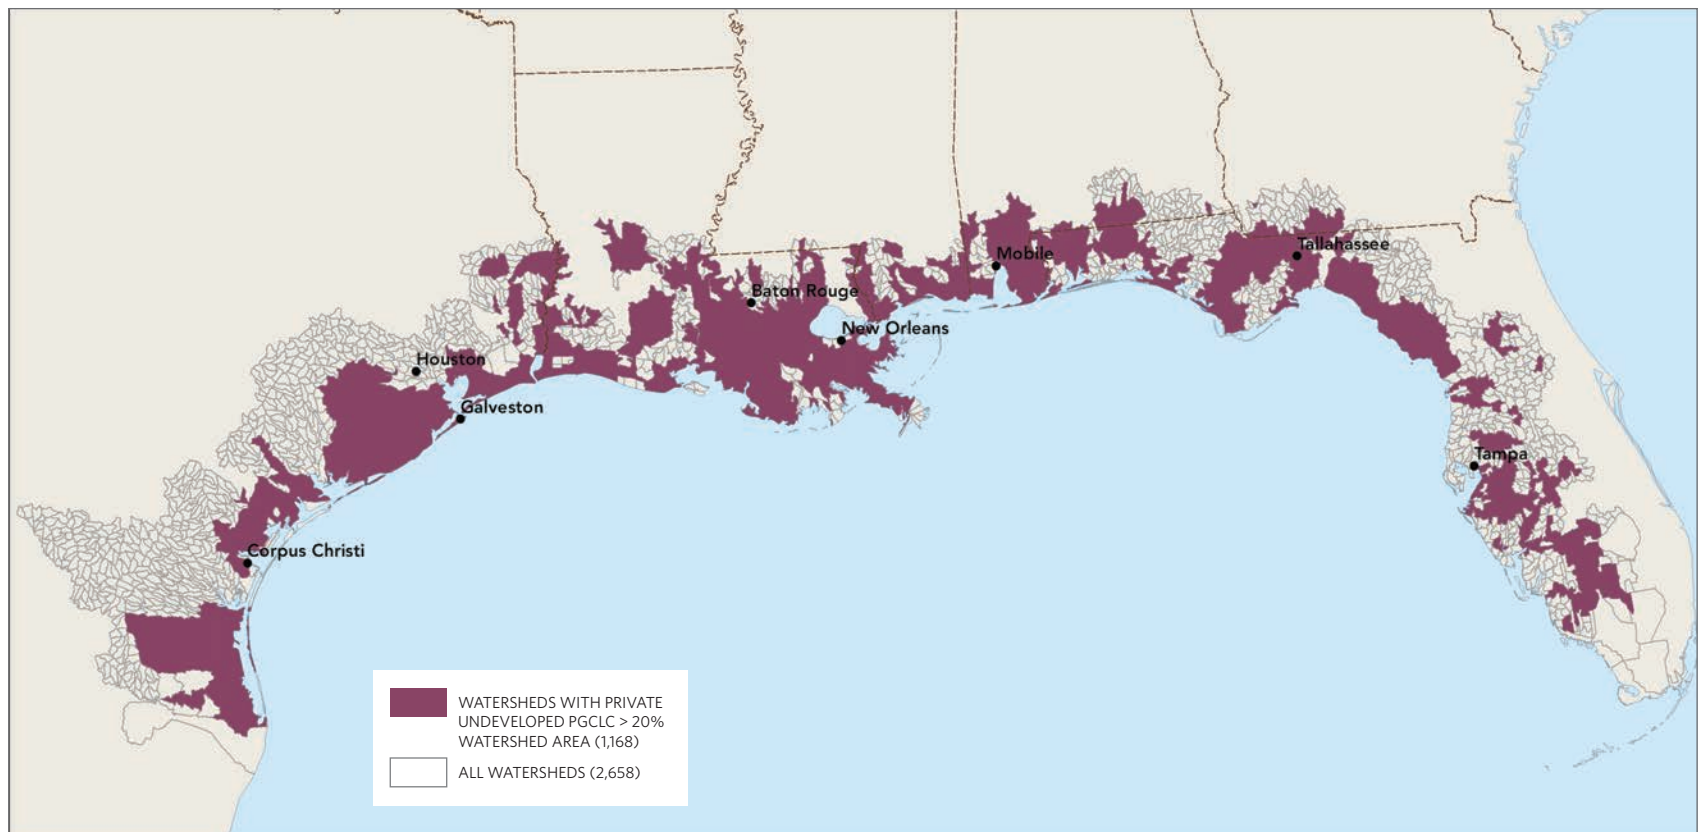 Tallahassee
Mobile
Baton Rouge
New Orleans
Houston
Galveston
Tampa
Corpus Christi
WATERSHEDS WITH PRIVATE
UNDEVELOPED PGCLC > 20%
WATERSHED AREA (1,168)
ALL WATERSHEDS (2,658)